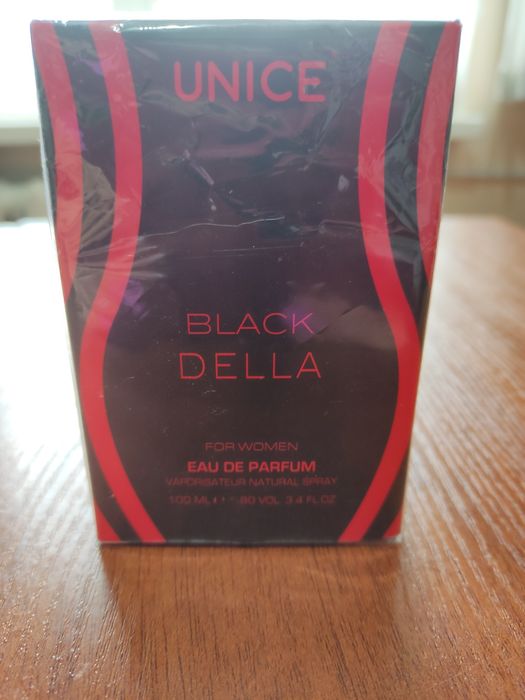 UNICE
BLACK
DELLA
FOR WOMEN
EAU DE PARFUM
VAPORISATEUR NATURAL SPRAY
100 ML 80 VOL 3.4 FL OZ